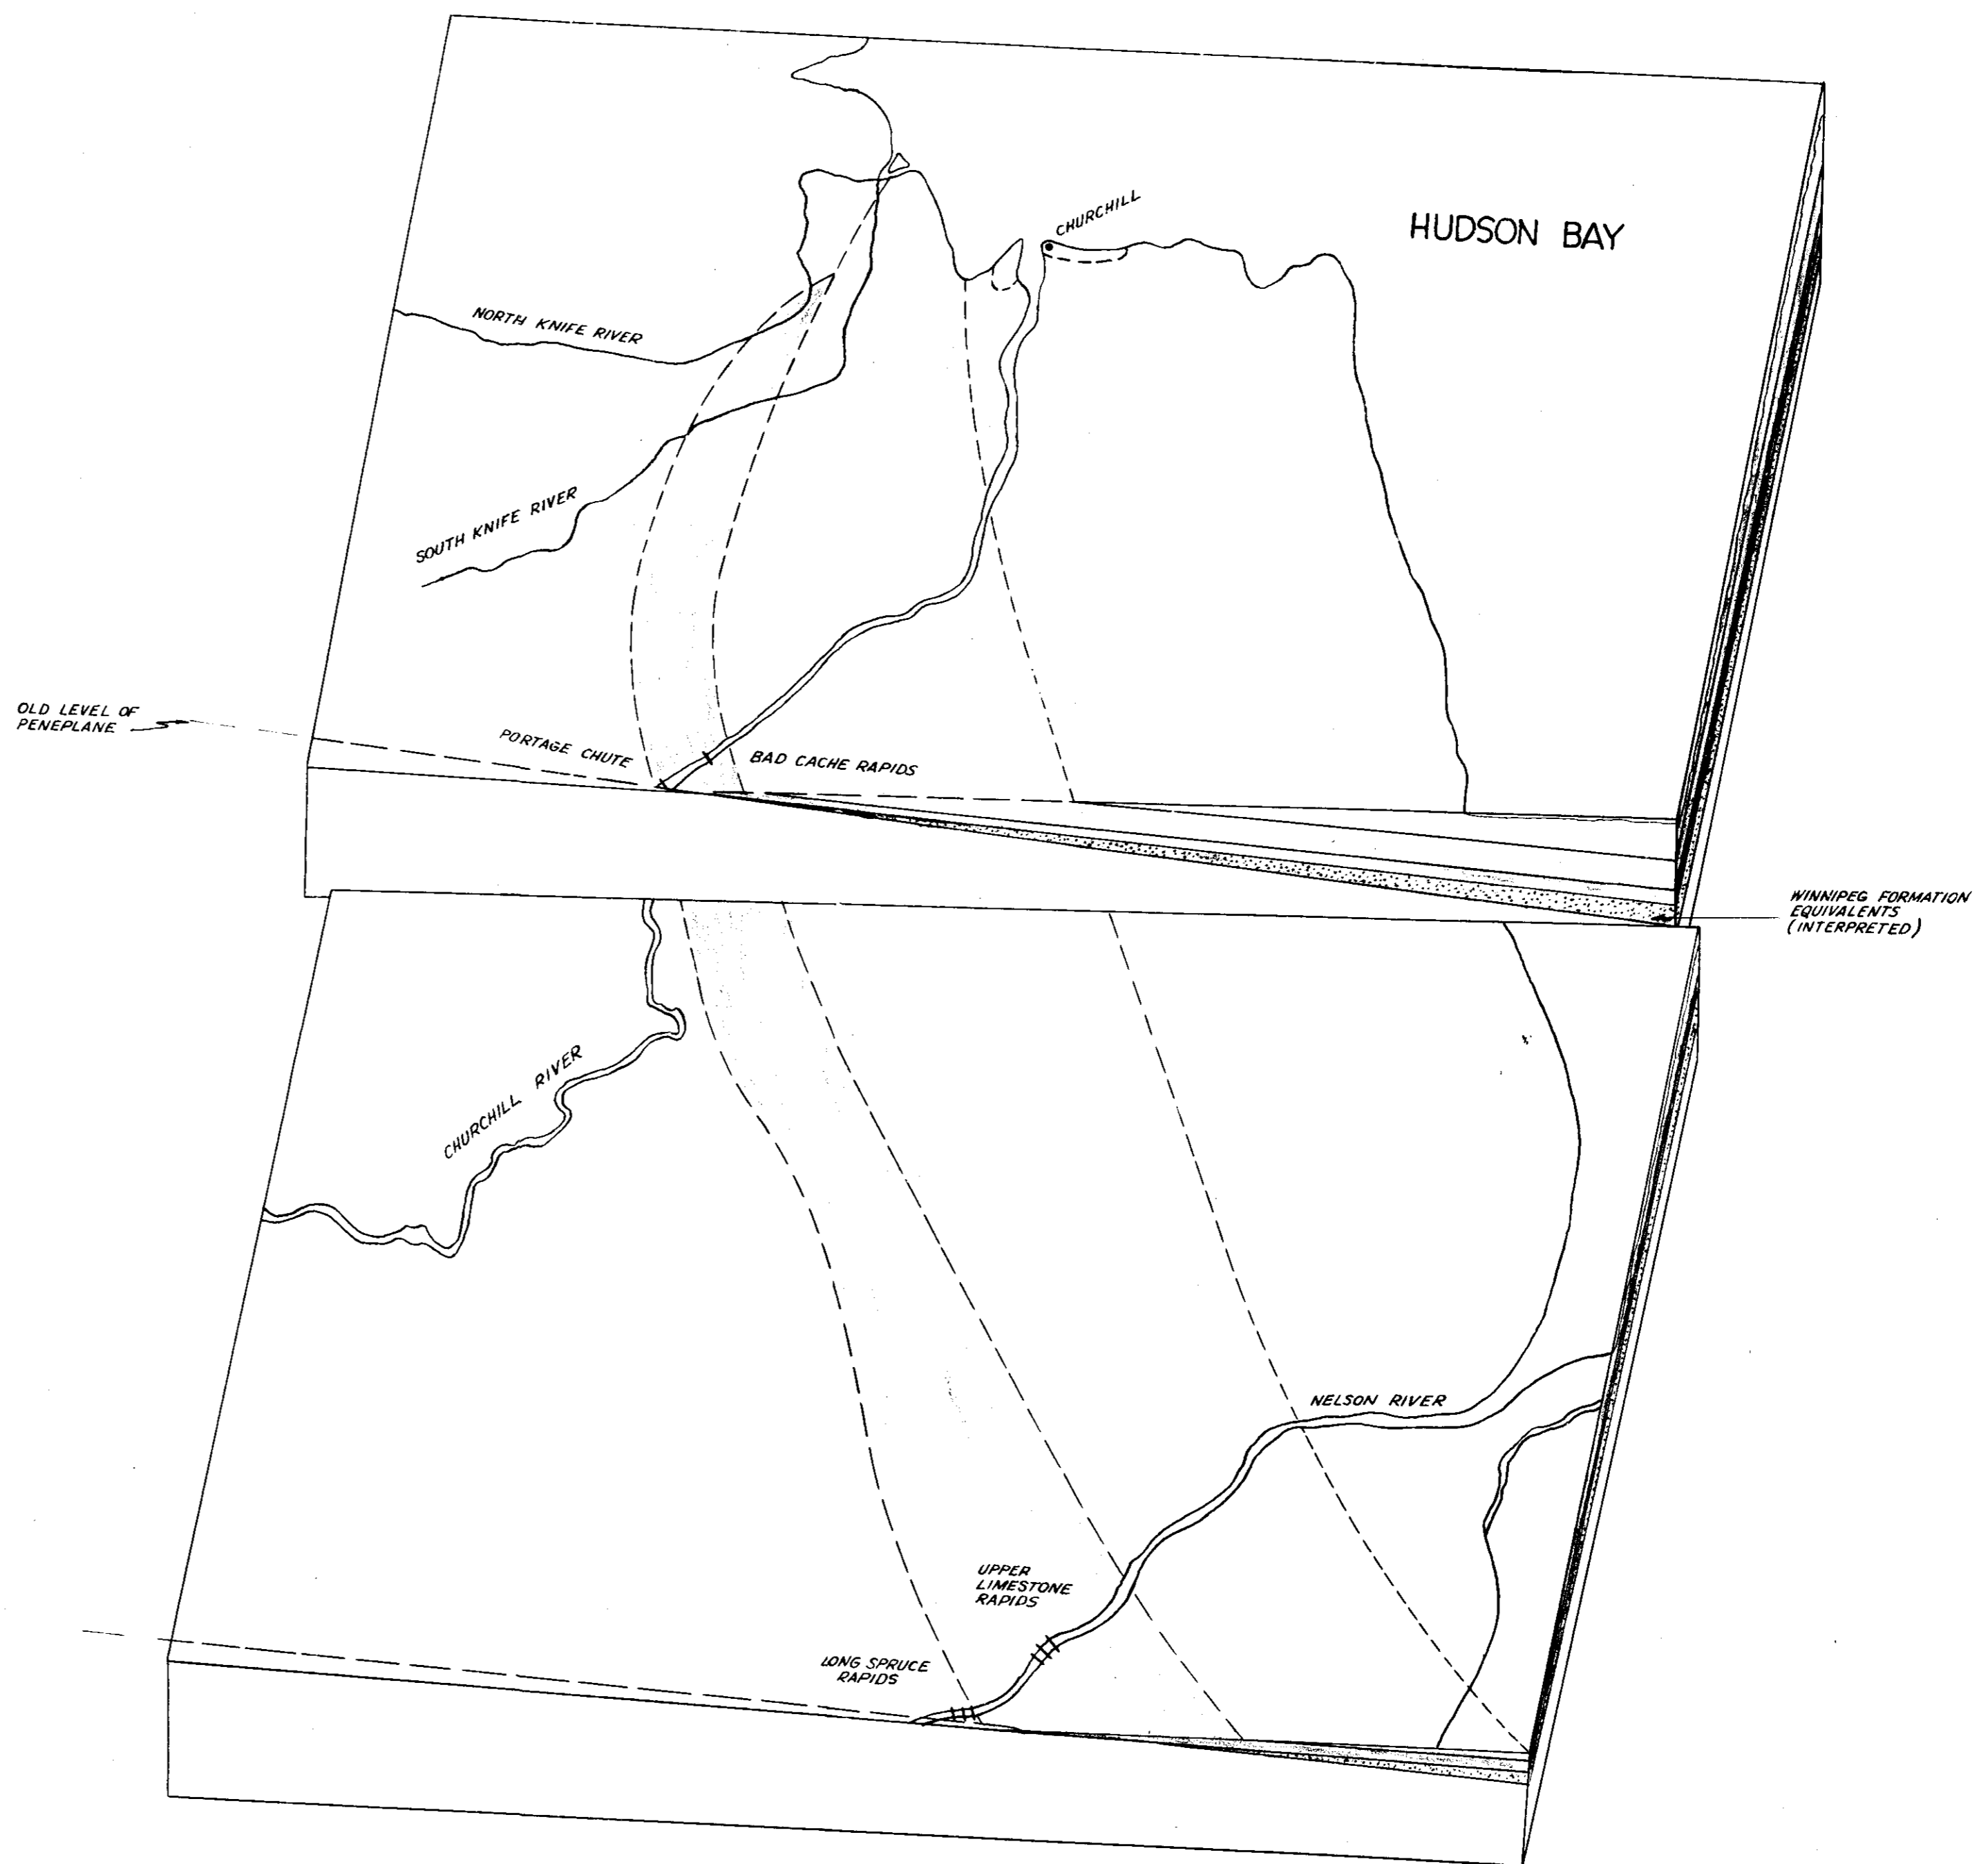 CHURCHILL
HUDSON BAY
NORTH KNIFE RIVER
SOUTH KNIFE RIVER
OLD LEVEL OF
PENEPLANE
PORTAGE CHUTE
BAD CACHE RAPIDS
WINNIPEG FORMATION
EQUIVALENTS
(INTERPRETED)
CHURCHILL RIVER
NELSON RIVER
UPPER
LIMESTONE
RAPIDS
LONG SPRUCE
RAPIDS